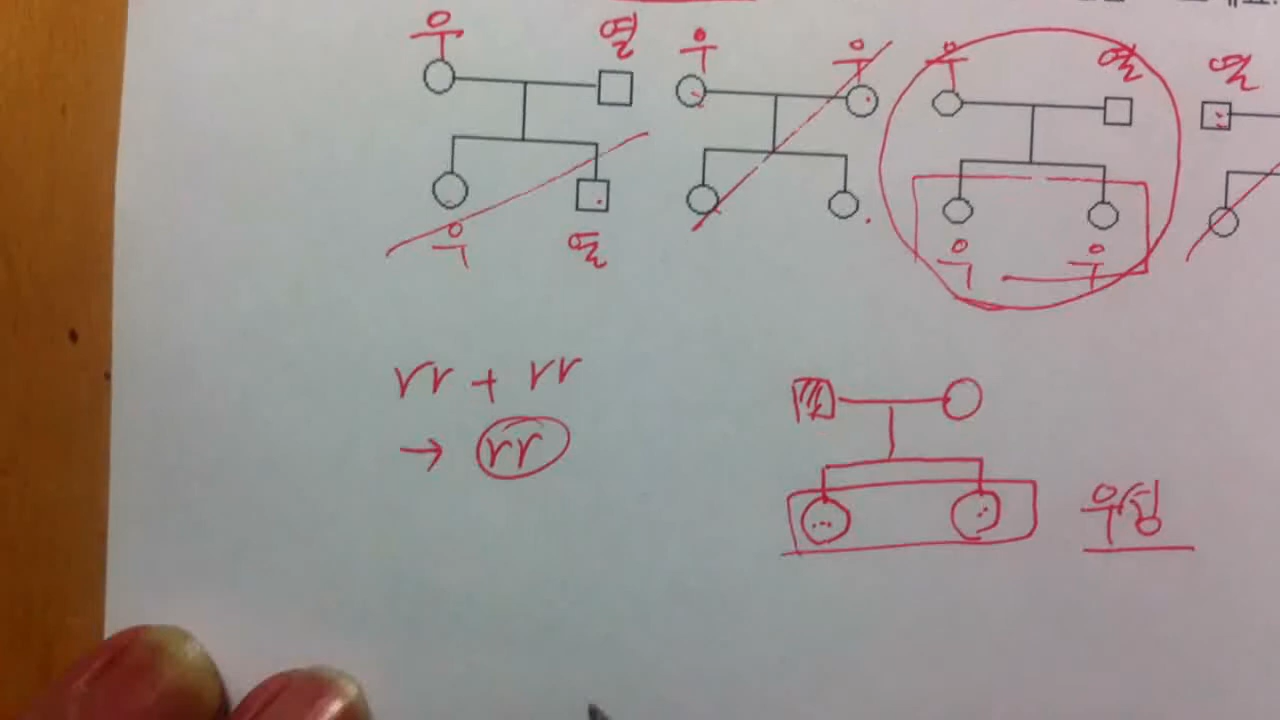 우 열 우 우 우 열 열
우 열 우 우
rr + rr
→ rr
우성